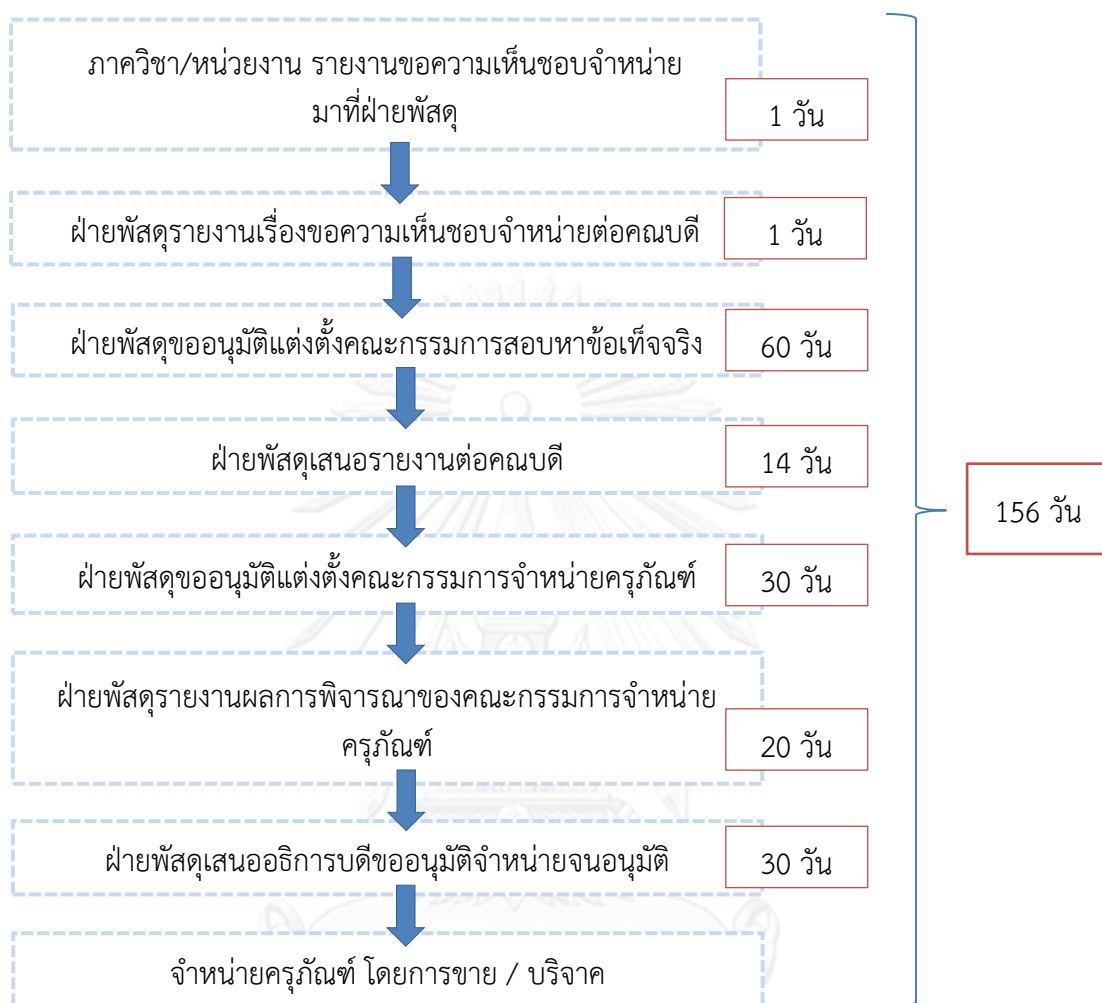 ภาควิชา/หน่วยงาน รายงานขอความเห็นชอบจำหน่าย
มาที่ฝ่ายพัสดุ
1 วัน
ฝ่ายพัสดุรายงานเรื่องขอความเห็นชอบจำหน่ายต่อคณบดี
1 วัน
ฝ่ายพัสดุขออนุมัติแต่งตั้งคณะกรรมการสอบหาข้อเท็จจริง
60 วัน
ฝ่ายพัสดุเสนอรายงานต่อคณบดี
14 วัน
156 วัน
ฝ่ายพัสดุขออนุมัติแต่งตั้งคณะกรรมการจำหน่ายครุภัณฑ์
30 วัน
ฝ่ายพัสดุรายงานผลการพิจารณาของคณะกรรมการจำหน่าย
ครุภัณฑ์
20 วัน
ฝ่ายพัสดุเสนออธิการบดีขออนุมัติจำหน่ายจนอนุมัติ
30 วัน
จำหน่ายครุภัณฑ์ โดยการขาย / บริจาค